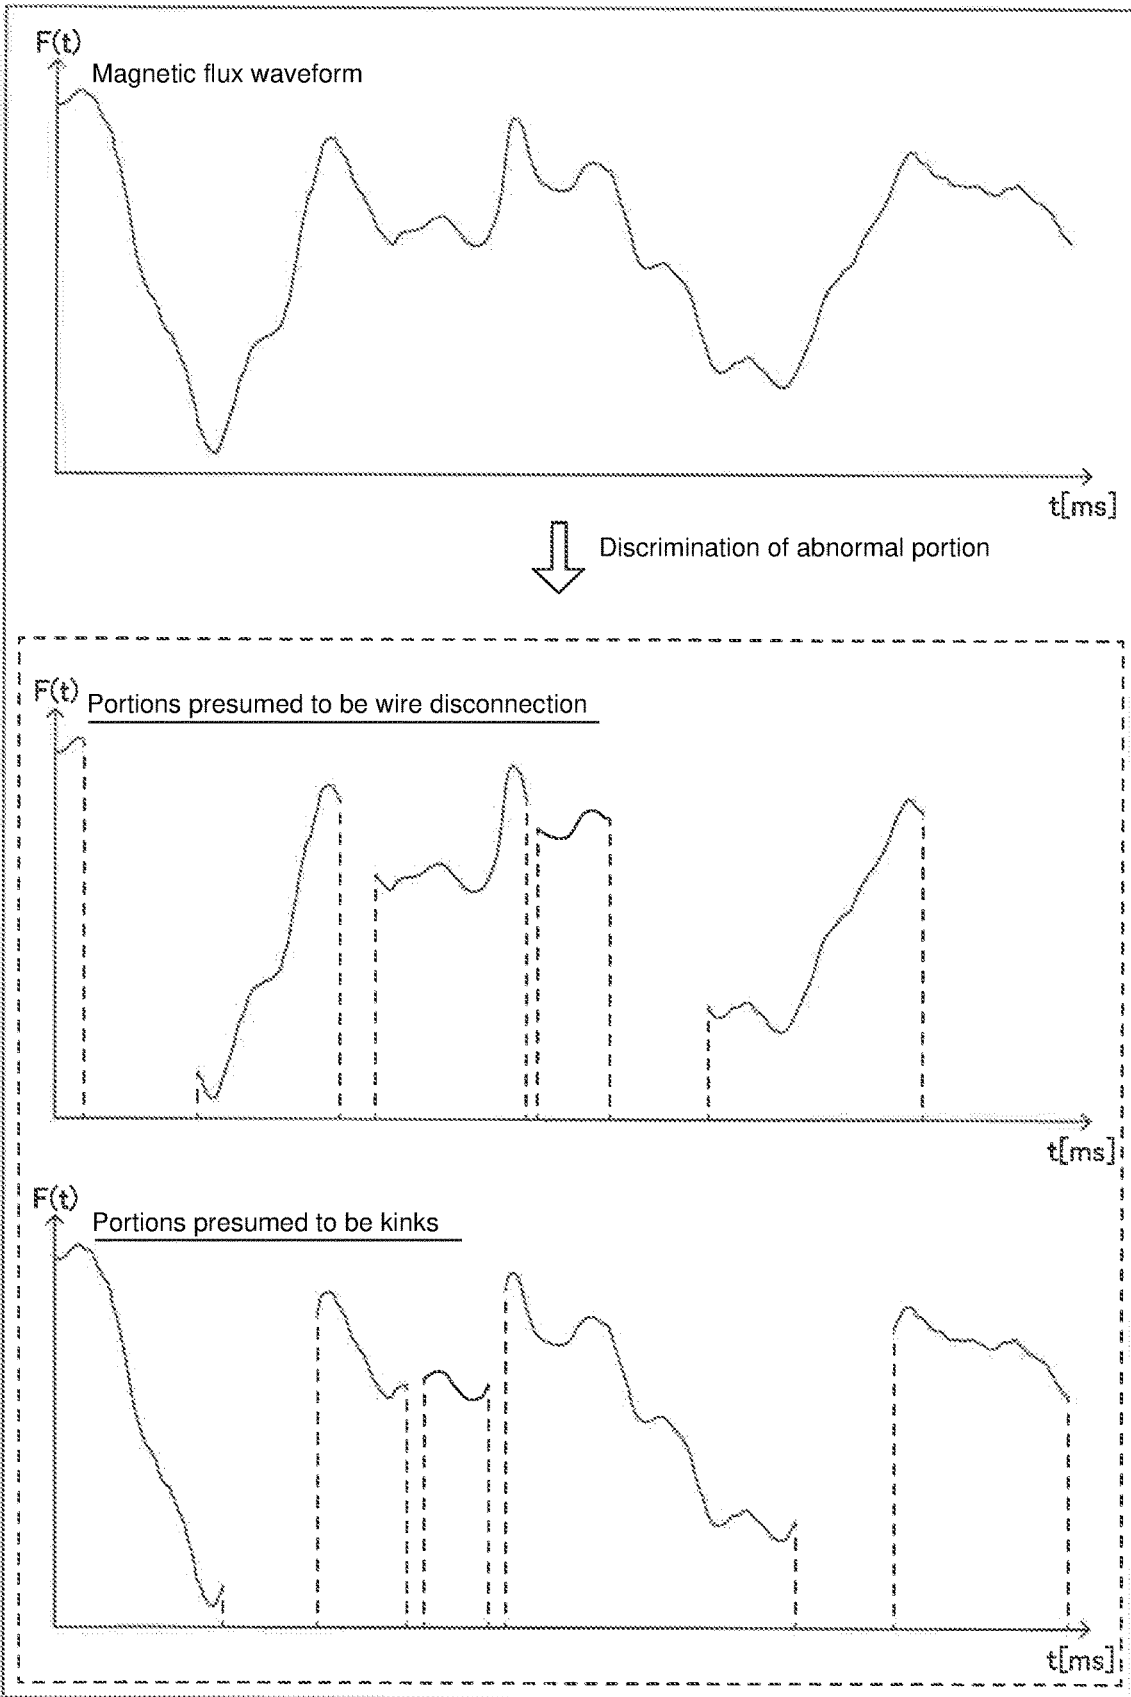 F(t)
Magnetic flux waveform
t[ms]
Discrimination of abnormal portion
F(t)
Portions presumed to be wire disconnection
t[ms]
F(t)
Portions presumed to be kinks
t[ms]